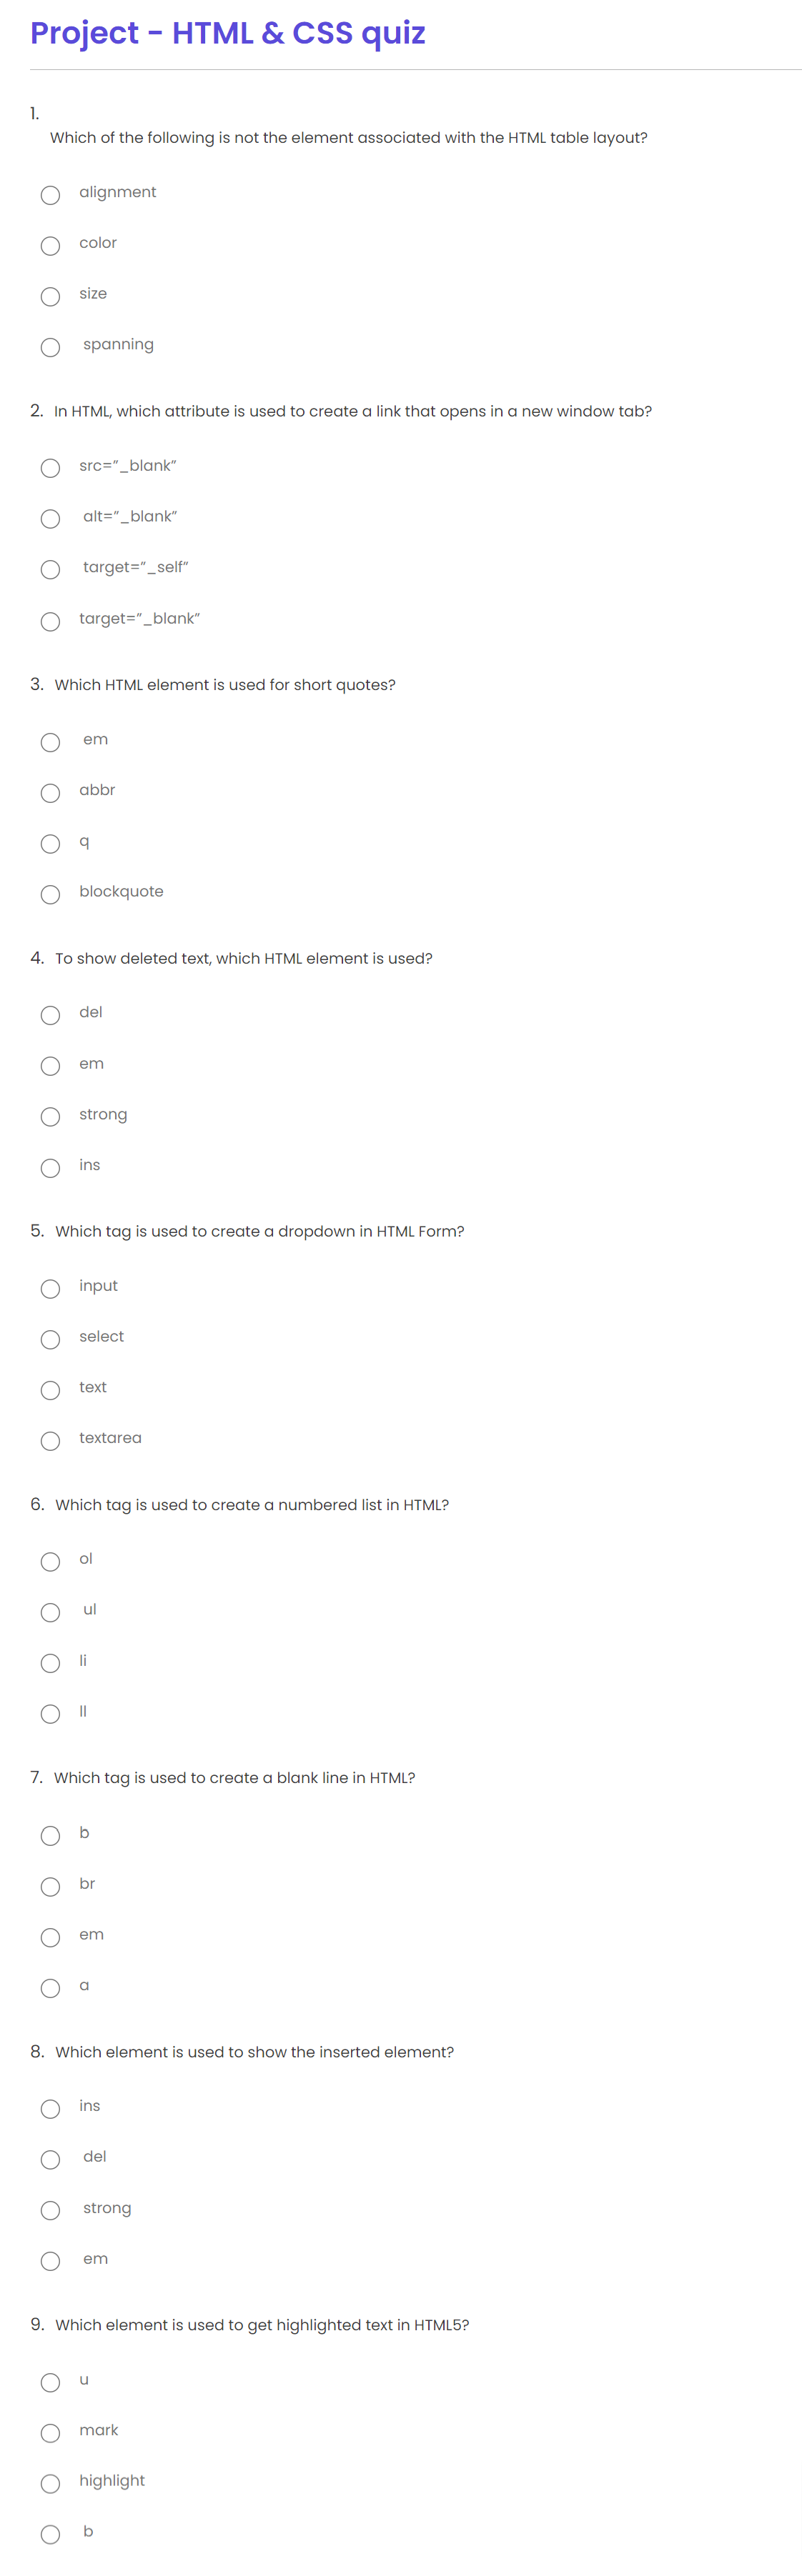 Project - HTML & CSS quiz
1.
Which of the following is not the element associated with the HTML table layout?
alignment
color
size
spanning
2. In HTML, which attribute is used to create a link that opens in a new window tab?
src=”_blank”
alt=”_blank”
target=”_self”
target=”_blank”
3. Which HTML element is used for short quotes?
em
abbr
q
blockquote
4. To show deleted text, which HTML element is used?
del
em
strong
ins
5. Which tag is used to create a dropdown in HTML Form?
input
select
text
textarea
6. Which tag is used to create a numbered list in HTML?
ol
ul
li
ll
7. Which tag is used to create a blank line in HTML?
b
br
em
a
8. Which element is used to show the inserted element?
ins
del
strong
em
9. Which element is used to get highlighted text in HTML5?
u
mark
highlight
b